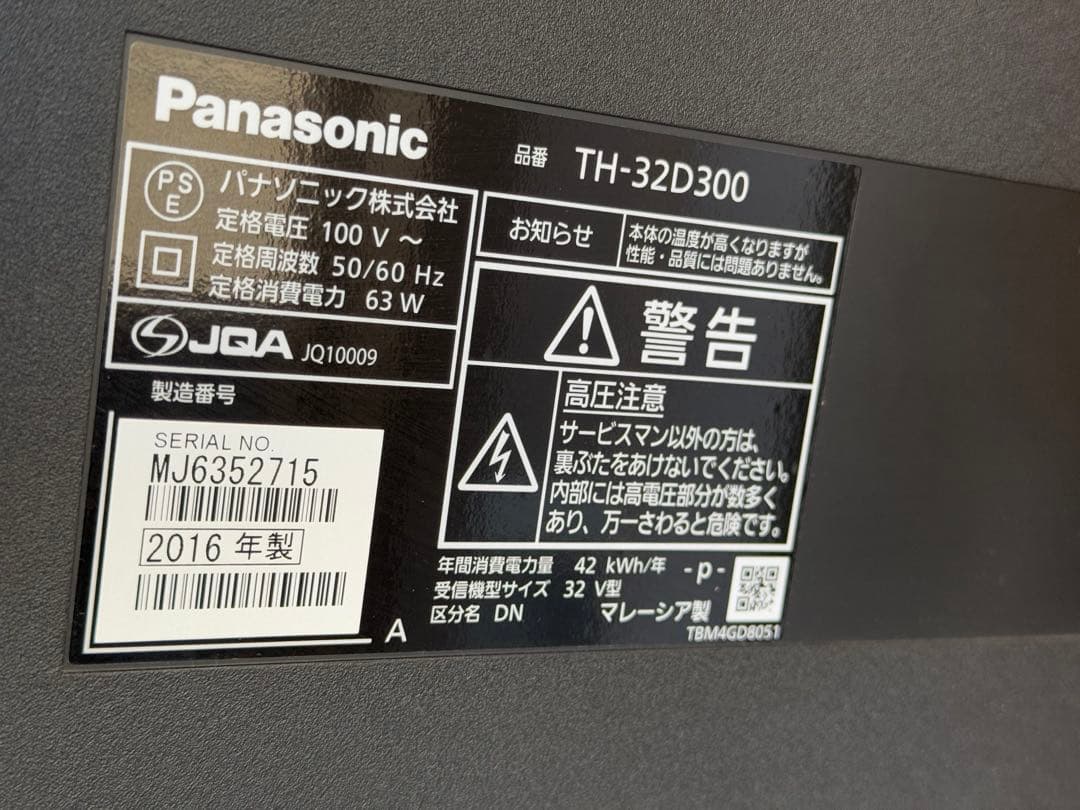 Panasonic
品番 TH-32D300
PSE
パナソニック株式会社
定格電圧 100 V ～
定格周波数 50/60 Hz
定格消費電力 63 W
JQA JQ10009
製造番号
SERIAL NO.
MJ6352715
2016 年製
A
お知らせ
本体の温度が高くなりますが
性能・品質には問題ありません。
警告
高圧注意
サービスマン以外の方は、
裏ぶたをあけないでください。
内部には高電圧部分が数多く
あり、万一さわると危険です。
年間消費電力量 42 kWh/年 -p-
受信機型サイズ 32 V型
区分名 DN マレーシア製
TBM4GD8051